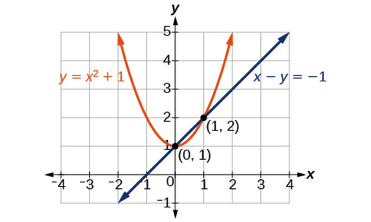 y
5
4
y = x² + 1
x − y = −1
3
2
(1, 2)
1
(0, 1)
x
−4 −3 −2 −1 0 1 2 3 4
−1